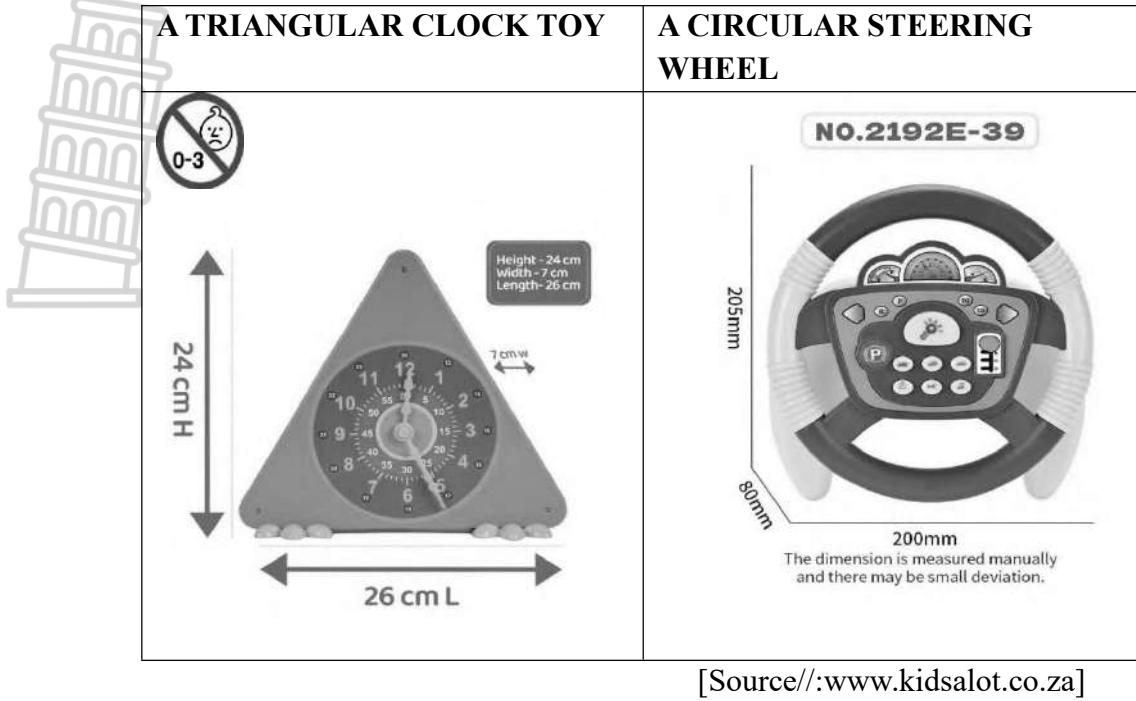 A TRIANGULAR CLOCK TOY
A CIRCULAR STEERING
WHEEL
0-3
24 cm H
Height - 24 cm
Width - 7 cm
Length- 26 cm
7 cm w
12
1
2
3
4
5
6
7
8
9
10
11
5
10
15
20
25
30
35
40
45
50
55
26 cm L
NO.2192E-39
205mm
P
80mm
200mm
The dimension is measured manually
and there may be small deviation.
[Source//:www.kidsalot.co.za]